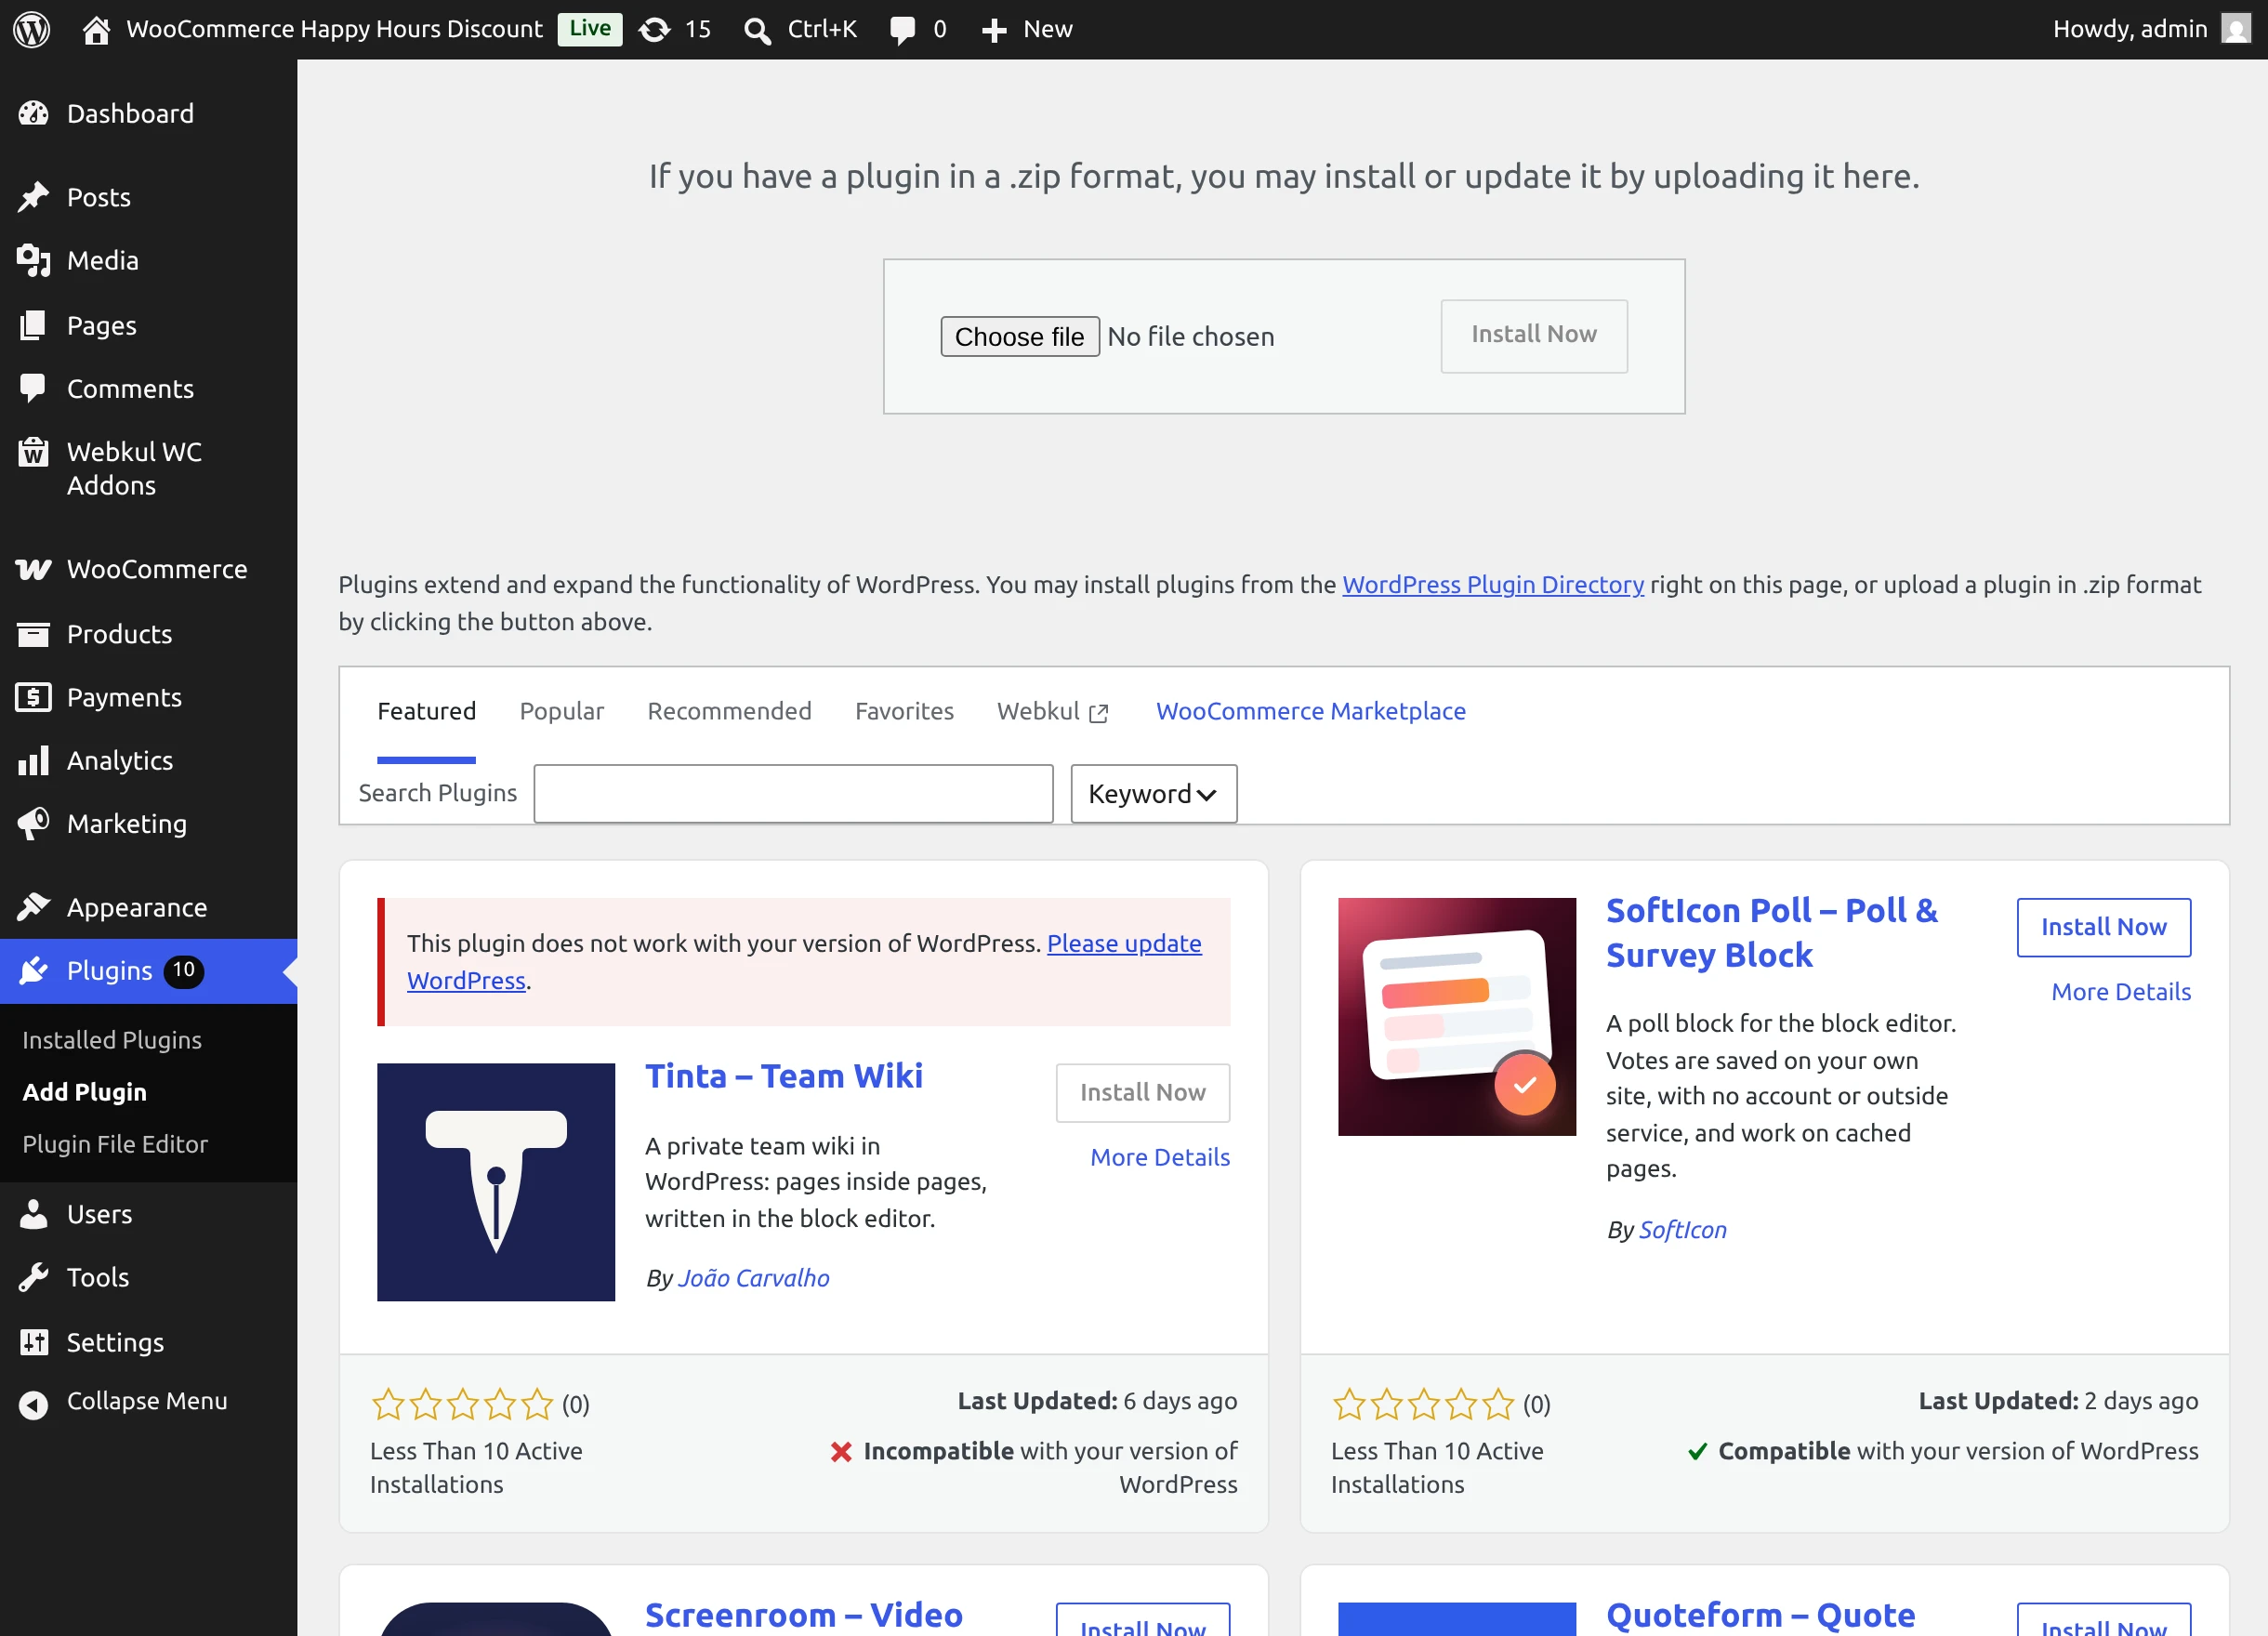 WooCommerce Happy Hours Discount Live 15 Ctrl+K 0 New Howdy, admin
Dashboard
Posts
Media
Pages
Comments
Webkul WC
Addons
WooCommerce
Products
Payments
Analytics
Marketing
Appearance
Plugins 10
Installed Plugins
Add Plugin
Plugin File Editor
Users
Tools
Settings
Collapse Menu
If you have a plugin in a .zip format, you may install or update it by uploading it here.
Choose file No file chosen Install Now
Plugins extend and expand the functionality of WordPress. You may install plugins from the WordPress Plugin Directory right on this page, or upload a plugin in .zip format
by clicking the button above.
Featured Popular Recommended Favorites Webkul WooCommerce Marketplace
Search Plugins Keyword
This plugin does not work with your version of WordPress. Please update
WordPress.
Tinta – Team Wiki
Install Now
More Details
A private team wiki in
WordPress: pages inside pages,
written in the block editor.
By João Carvalho
(0)
Less Than 10 Active
Installations
Last Updated: 6 days ago
Incompatible with your version of
WordPress
SoftIcon Poll – Poll &
Survey Block
Install Now
More Details
A poll block for the block editor.
Votes are saved on your own
site, with no account or outside
service, and work on cached
pages.
By SoftIcon
(0)
Less Than 10 Active
Installations
Last Updated: 2 days ago
Compatible with your version of WordPress
Screenroom – Video
Install Now
Quoteform – Quote
Install Now